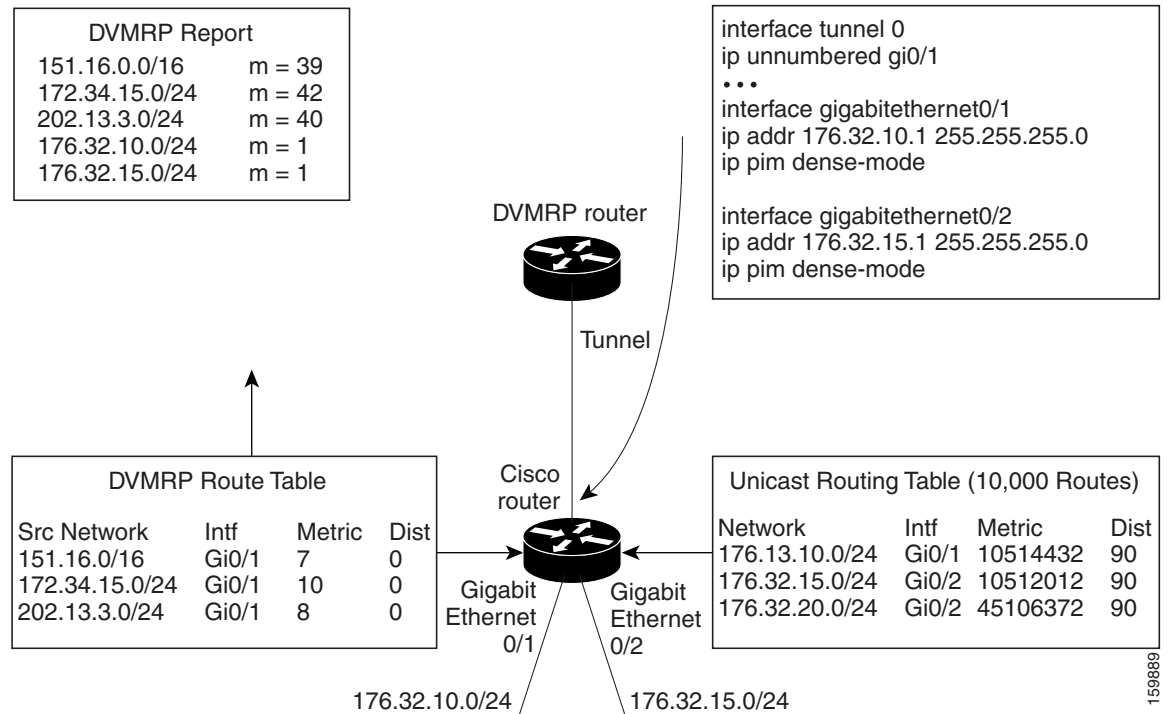 DVMRP Report
151.16.0.0/16 m = 39
172.34.15.0/24 m = 42
202.13.3.0/24 m = 40
176.32.10.0/24 m = 1
176.32.15.0/24 m = 1
interface tunnel 0
ip unnumbered gi0/1
• • •
interface gigabitethernet0/1
ip addr 176.32.10.1 255.255.255.0
ip pim dense-mode
interface gigabitethernet0/2
ip addr 176.32.15.1 255.255.255.0
ip pim dense-mode
DVMRP router
Tunnel
DVMRP Route Table
Src Network Intf Metric Dist
151.16.0/16 Gi0/1 7 0
172.34.15.0/24 Gi0/1 10 0
202.13.3.0/24 Gi0/1 8 0
Cisco
router
Gigabit
Ethernet
0/1
Gigabit
Ethernet
0/2
Unicast Routing Table (10,000 Routes)
Network Intf Metric Dist
176.13.10.0/24 Gi0/1 10514432 90
176.32.15.0/24 Gi0/2 10512012 90
176.32.20.0/24 Gi0/2 45106372 90
176.32.10.0/24
176.32.15.0/24
159889